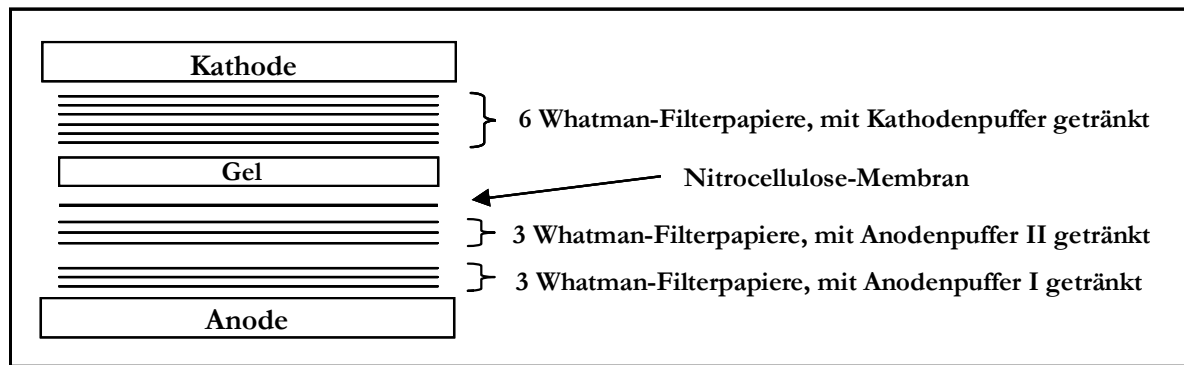 Kathode
6 Whatman-Filterpapiere, mit Kathodenpuffer getränkt
Gel
Nitrocellulose-Membran
3 Whatman-Filterpapiere, mit Anodenpuffer II getränkt
3 Whatman-Filterpapiere, mit Anodenpuffer I getränkt
Anode